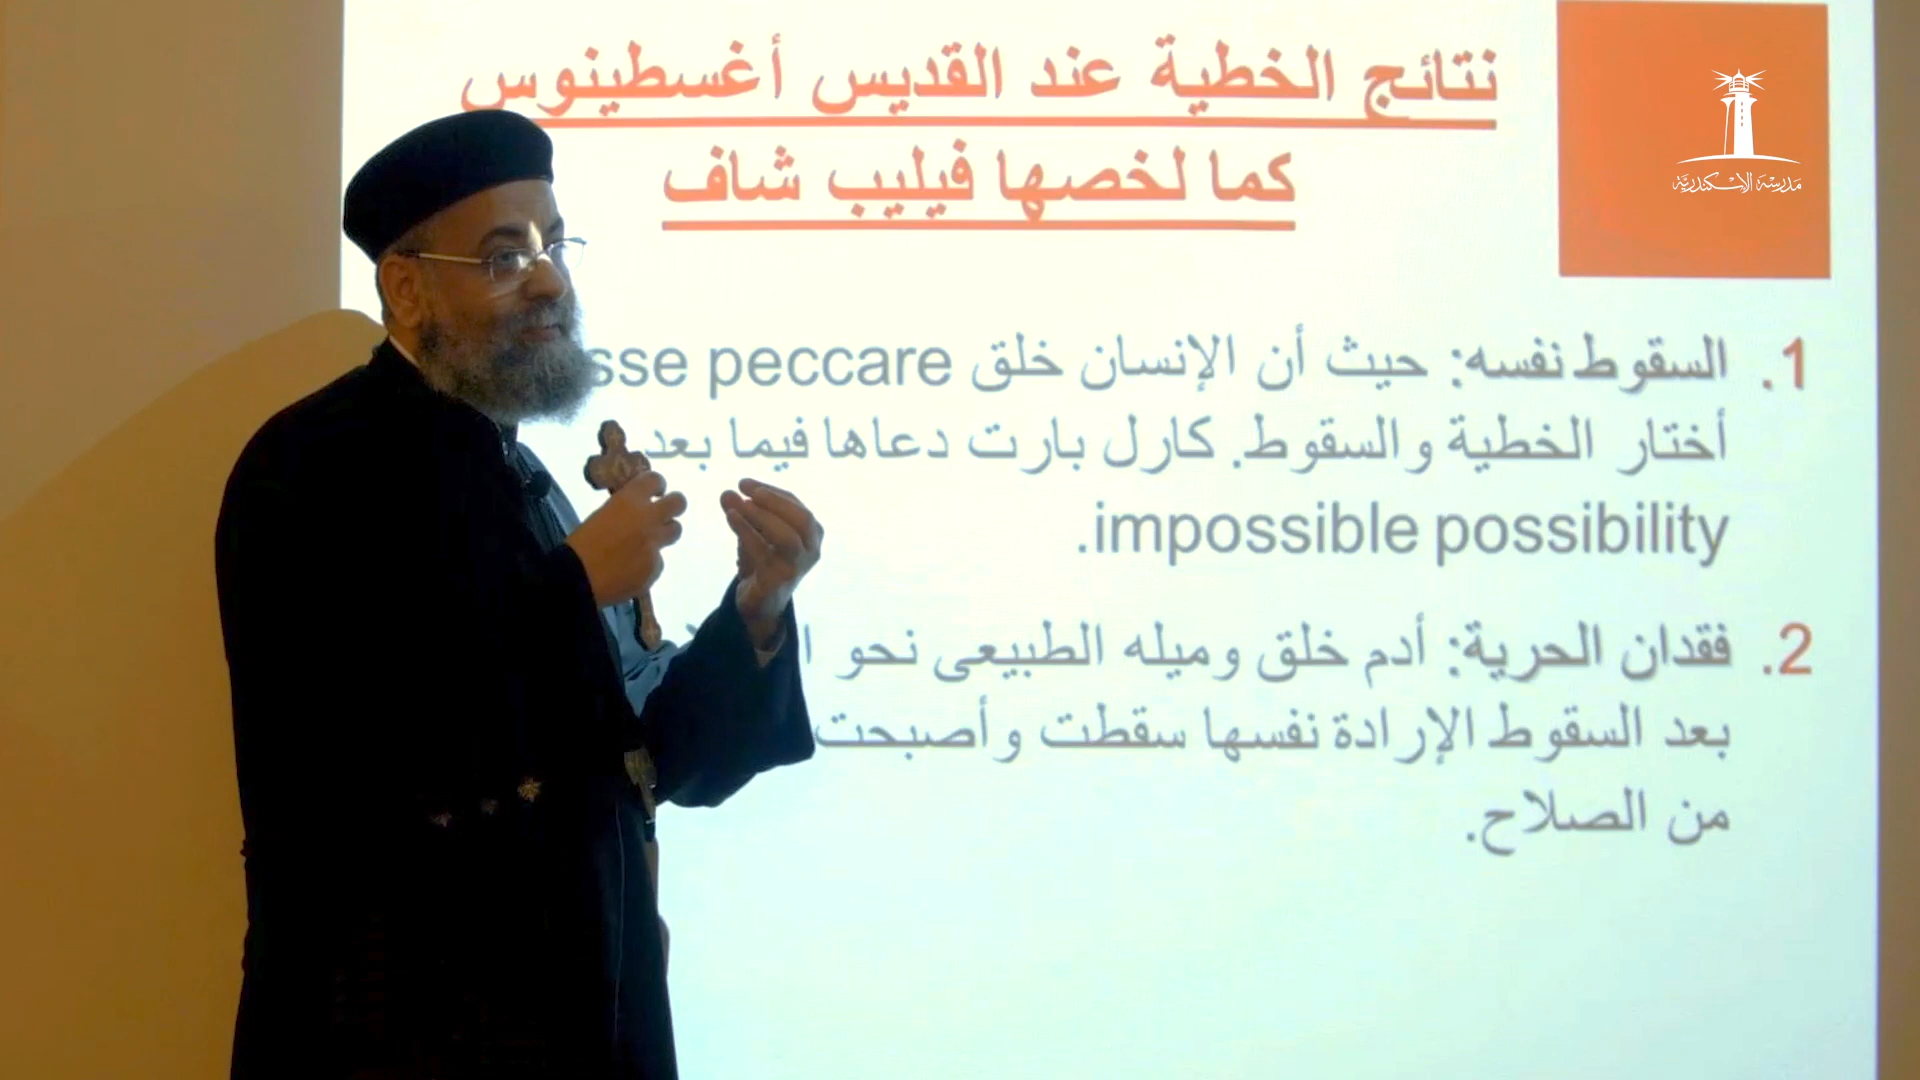 نتائج الخطية عند القديس أغسطينوس
كما لخصها فيليب شاف
مدرسة الإسكندرية
1. السقوط نفسه: حيث أن الإنسان خلق peccare
أختار الخطية والسقوط. كارل بارت دعاها فيما بعد
impossible possibility.
2. فقدان الحرية: أدم خلق وميله الطبيعى نحو
بعد السقوط الإرادة نفسها سقطت وأصبحت
من الصلاح.